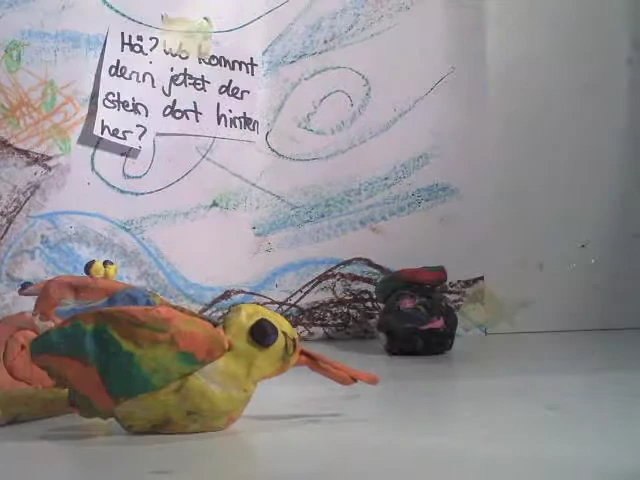 Hä? Wo kommt
denn jetzt der
Stein dort hinten
her?